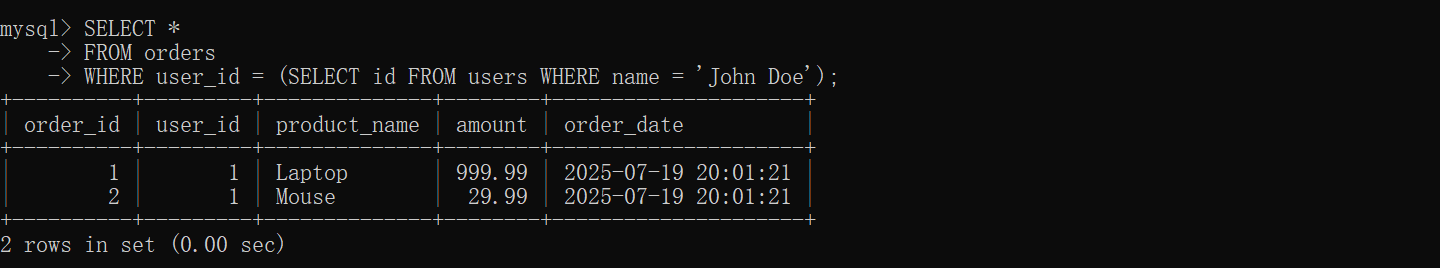 mysql> SELECT *
    -> FROM orders
    -> WHERE user_id = (SELECT id FROM users WHERE name = 'John Doe');
+----------+---------+--------------+--------+---------------------+
| order_id | user_id | product_name | amount | order_date          |
+----------+---------+--------------+--------+---------------------+
|        1 |       1 | Laptop       | 999.99 | 2025-07-19 20:01:21 |
|        2 |       1 | Mouse        |  29.99 | 2025-07-19 20:01:21 |
+----------+---------+--------------+--------+---------------------+
2 rows in set (0.00 sec)